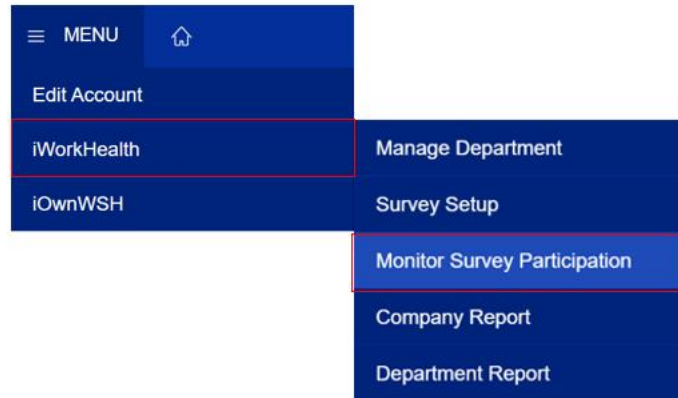 MENU
Edit Account
iWorkHealth
iOwnWSH
Manage Department
Survey Setup
Monitor Survey Participation
Company Report
Department Report